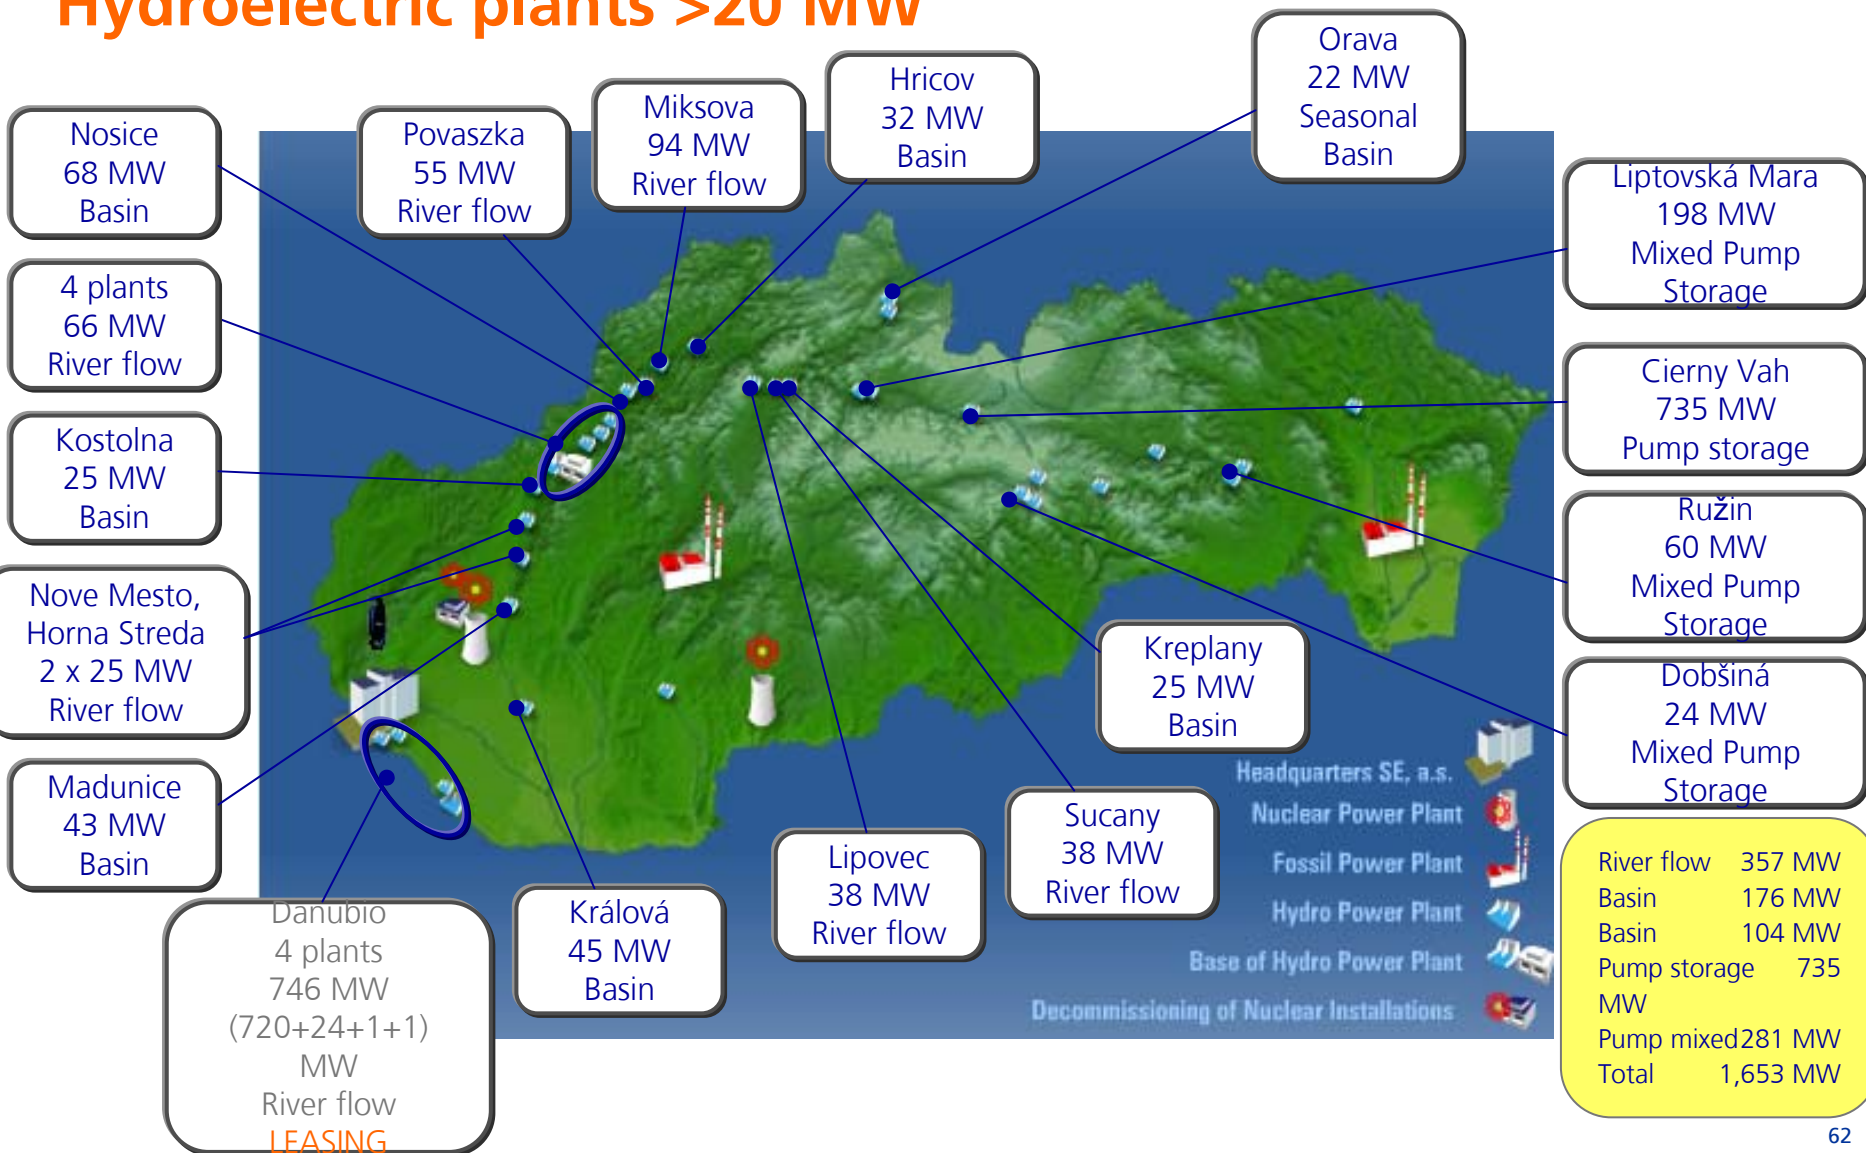 Hydroelectric plants >20 MW
Orava
22 MW
Seasonal
Basin
Hricov
32 MW
Basin
Miksova
94 MW
River flow
Povaszka
55 MW
River flow
Nosice
68 MW
Basin
Liptovská Mara
198 MW
Mixed Pump
Storage
4 plants
66 MW
River flow
Cierny Vah
735 MW
Pump storage
Kostolna
25 MW
Basin
Ružin
60 MW
Mixed Pump
Storage
Nove Mesto,
Horna Streda
2 x 25 MW
River flow
Kreplany
25 MW
Basin
Dobšiná
24 MW
Mixed Pump
Storage
Madunice
43 MW
Basin
Sucany
38 MW
River flow
Lipovec
38 MW
River flow
Králová
45 MW
Basin
Danubio
4 plants
746 MW
(720+24+1+1)
MW
River flow
LEASING
Headquarters SE, a.s.
Nuclear Power Plant
Fossil Power Plant
Hydro Power Plant
Base of Hydro Power Plant
Decommissioning of Nuclear Installations
River flow 357 MW
Basin 176 MW
Basin 104 MW
Pump storage 735
MW
Pump mixed281 MW
Total 1,653 MW
62